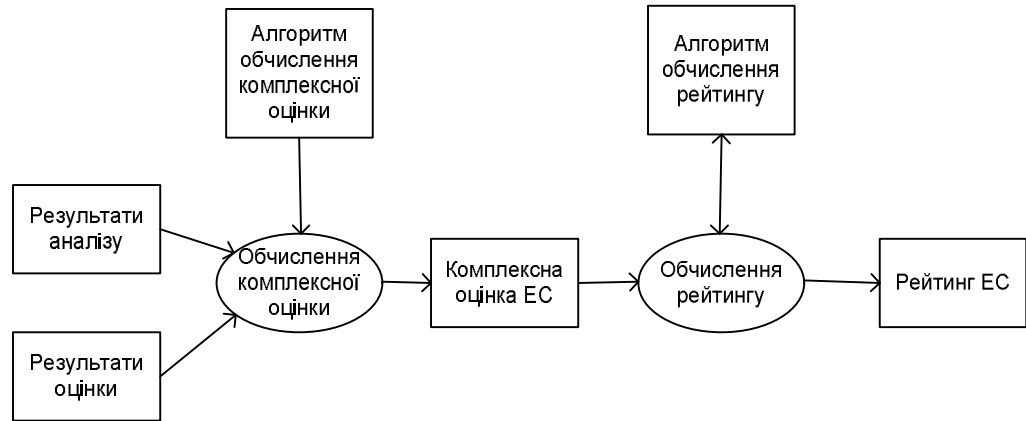 Алгоритм
обчислення
комплексної
оцінки
Алгоритм
обчислення
рейтингу
Результати
аналізу
Обчислення
комплексної
оцінки
Комплексна
оцінка ЕС
Обчислення
рейтингу
Рейтинг ЕС
Результати
оцінки